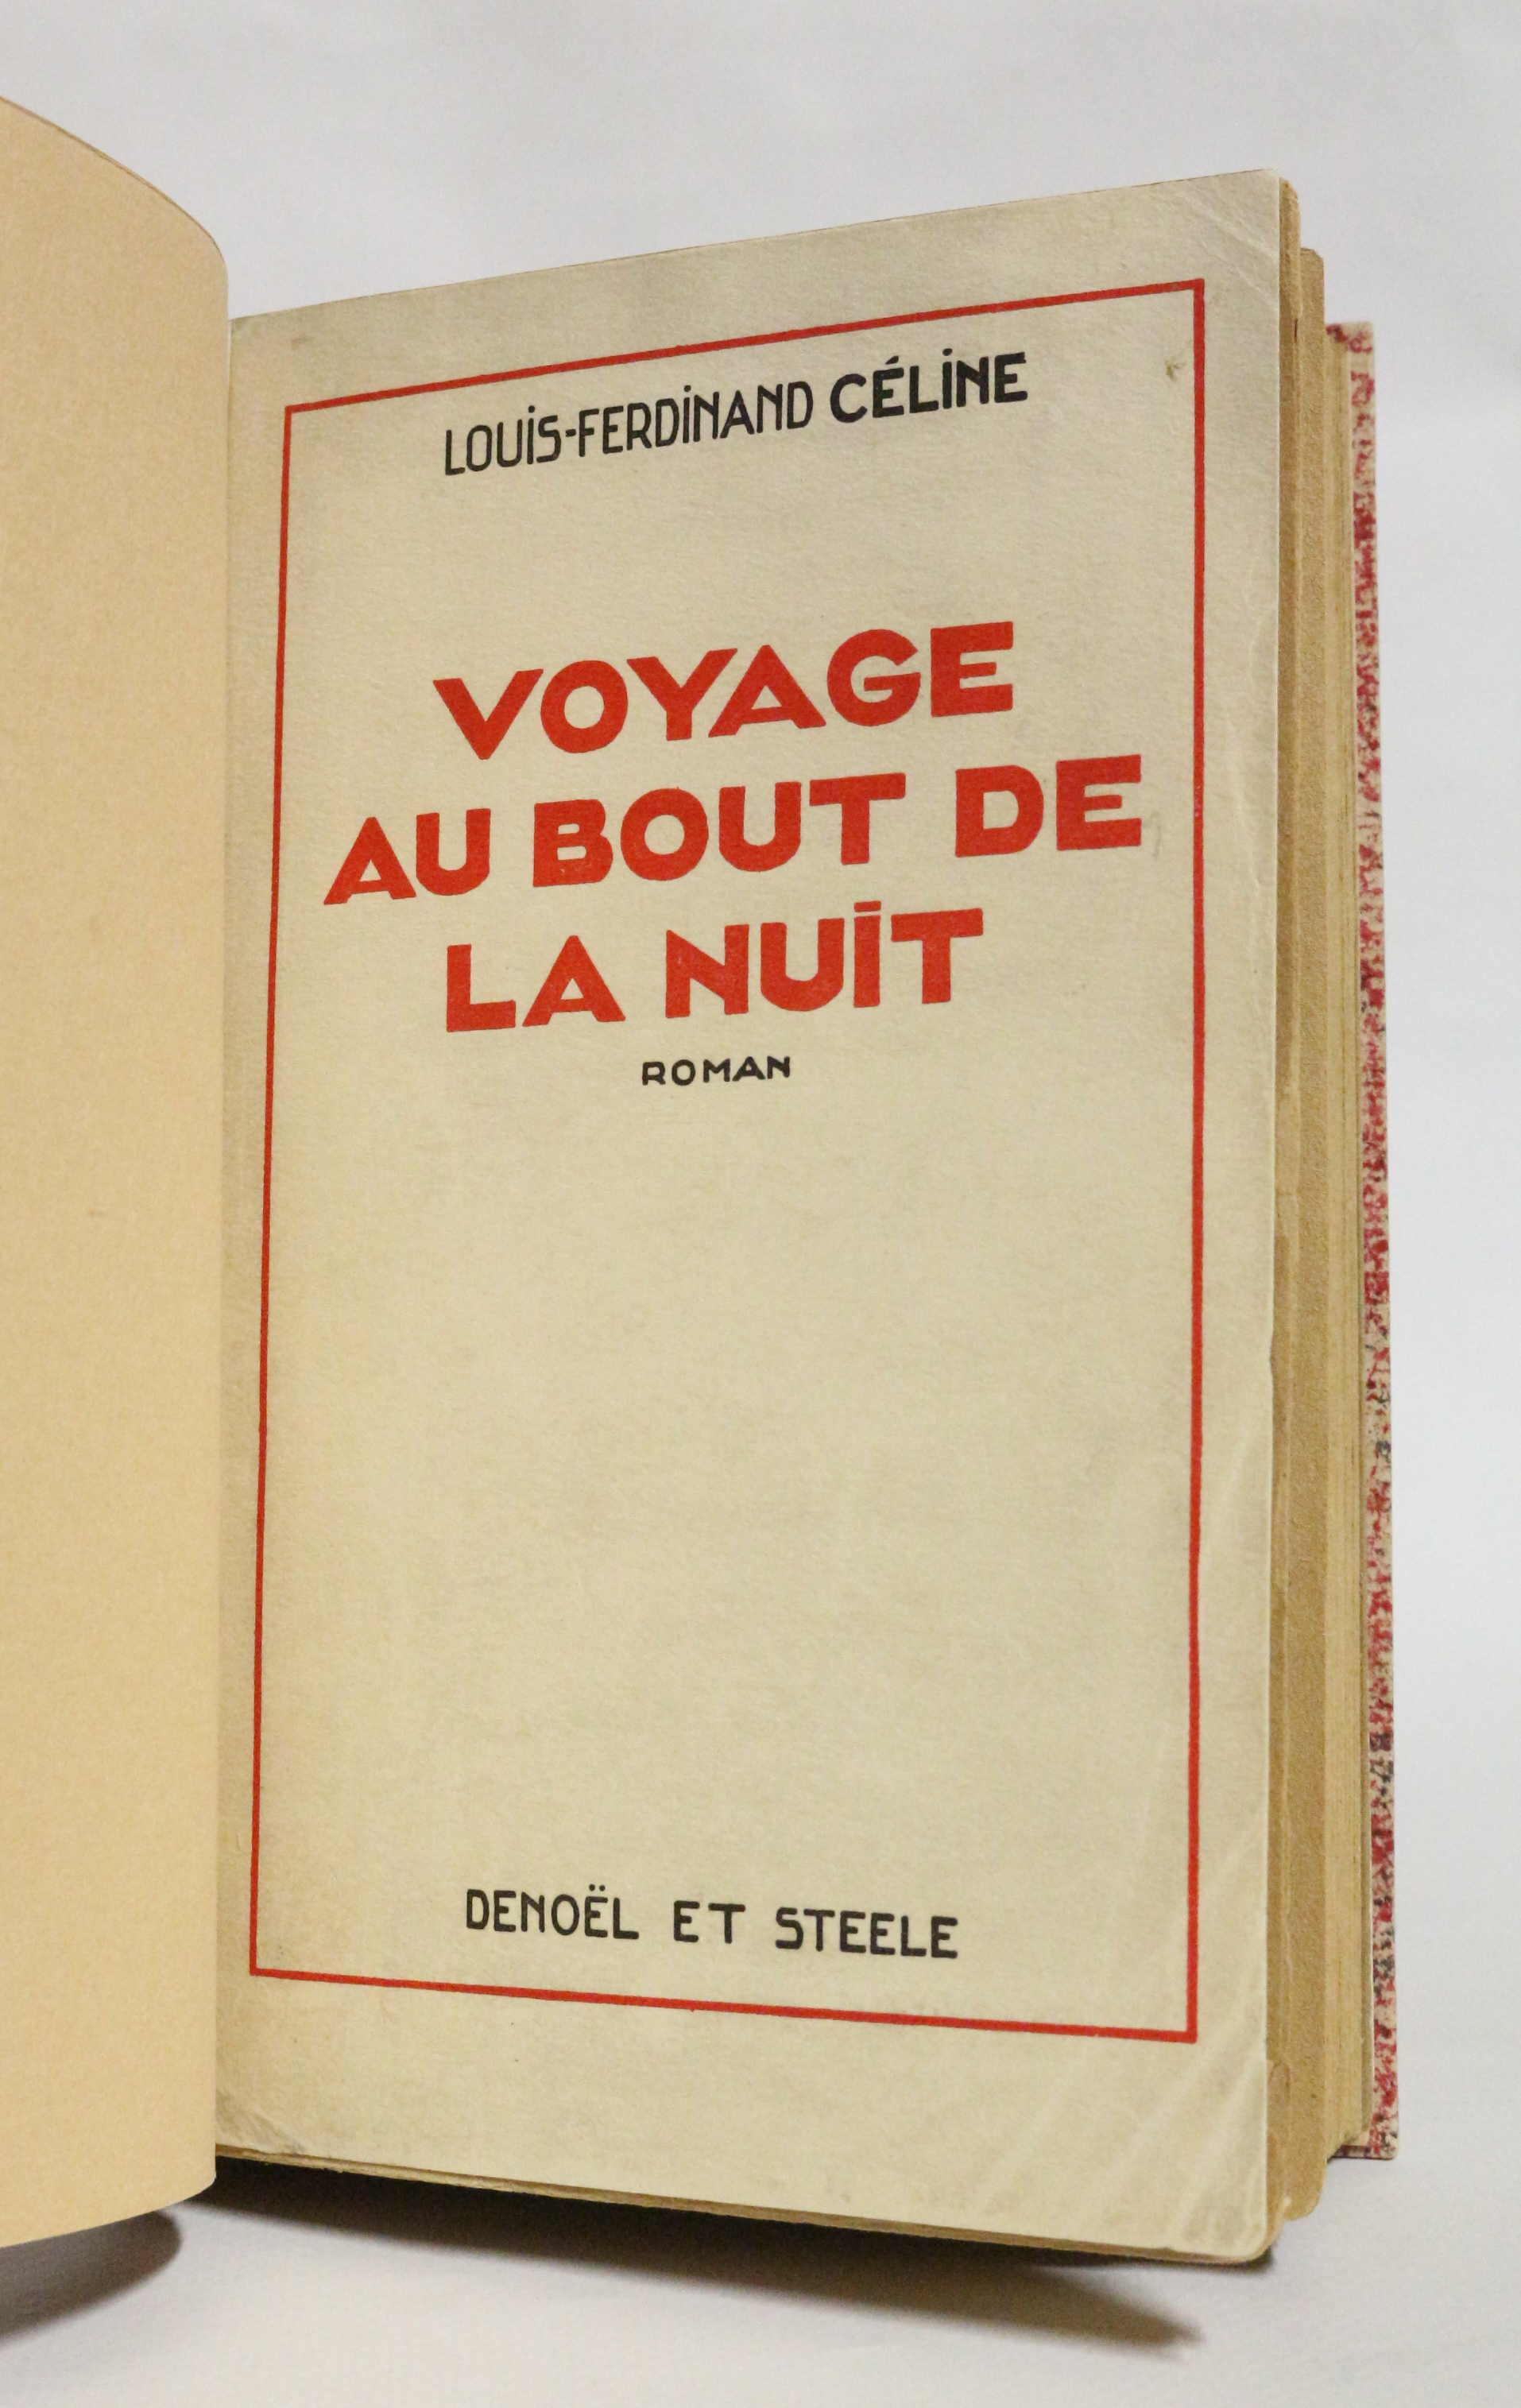 LOUIS-FERDINAND CÉLINE
VOYAGE
AU BOUT DE
LA NUIT
ROMAN
DENOËL ET STEELE